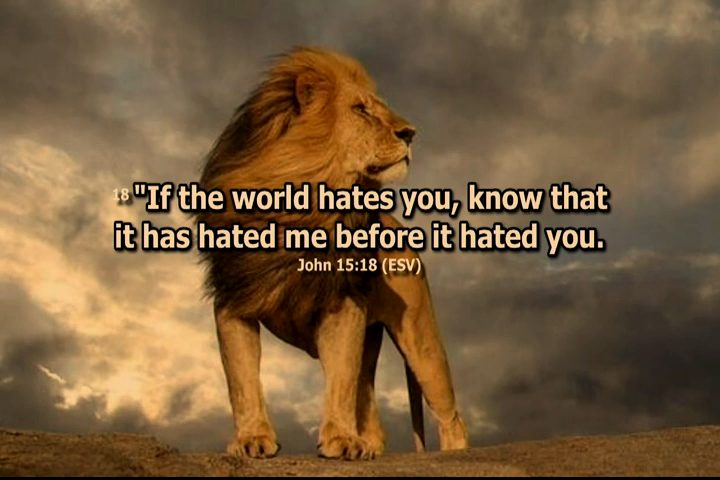 18 "If the world hates you, know that
it has hated me before it hated you.
John 15:18 (ESV)